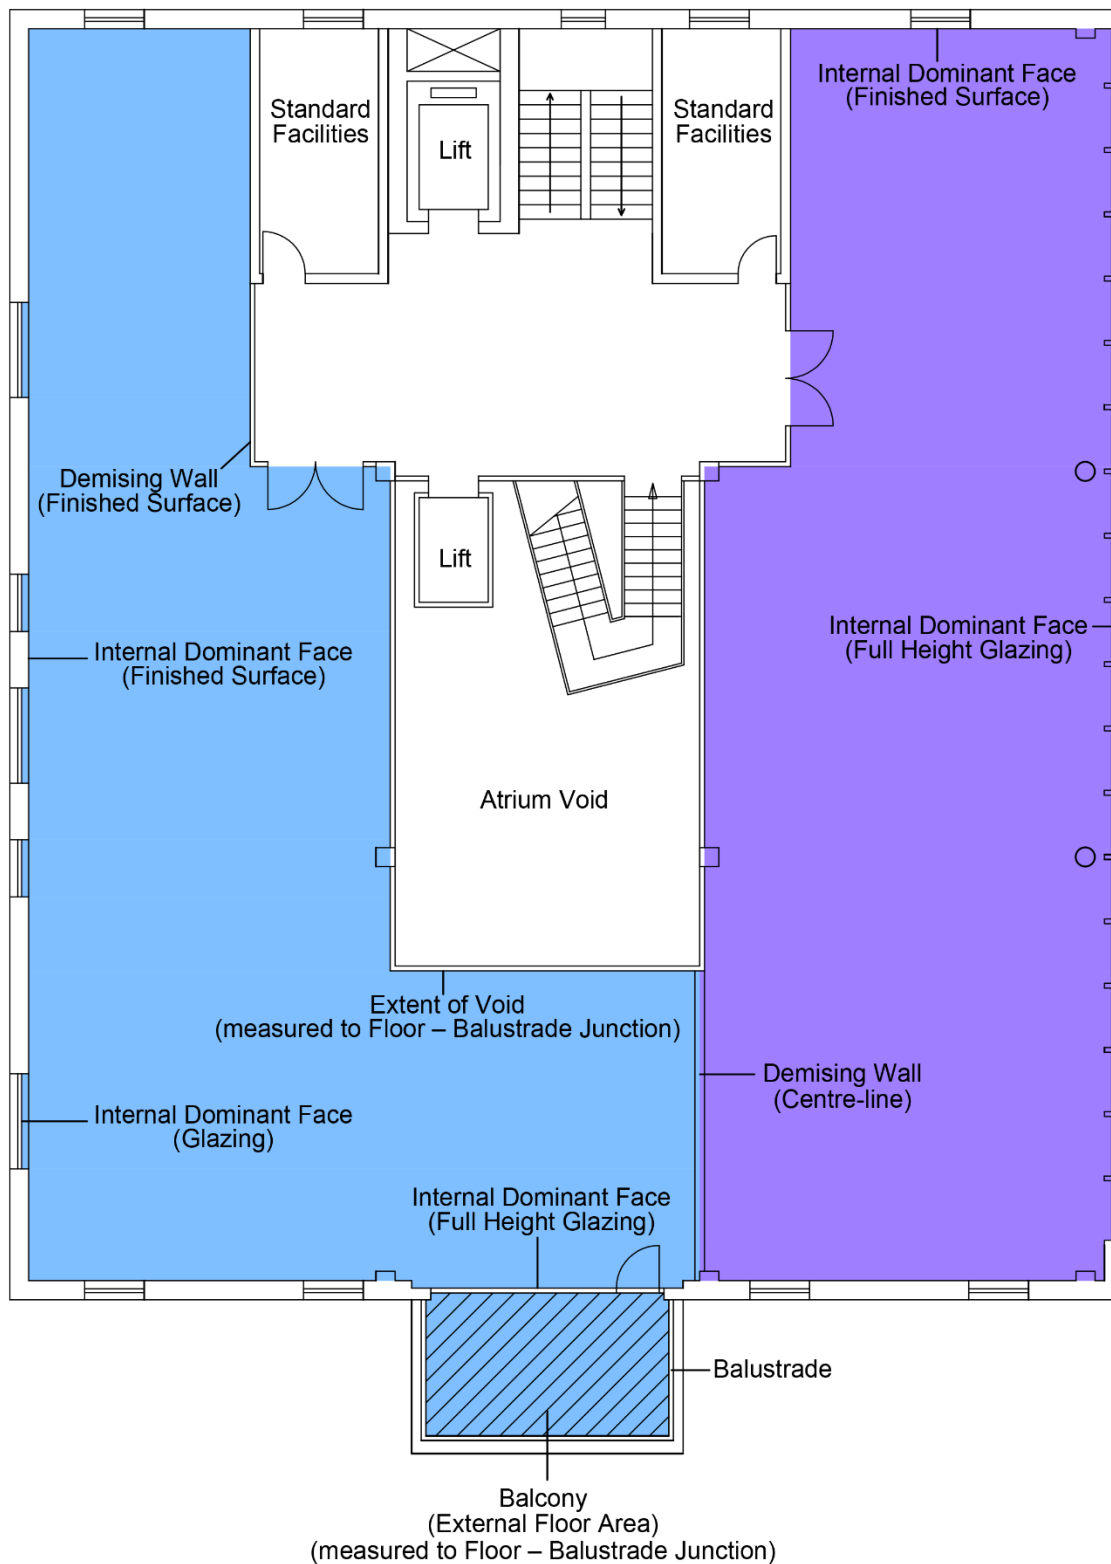 Internal Dominant Face
(Finished Surface)
Standard
Facilities
Lift
Standard
Facilities
Demising Wall
(Finished Surface)
Lift
Internal Dominant Face
(Finished Surface)
Internal Dominant Face
(Full Height Glazing)
Atrium Void
Extent of Void
(measured to Floor – Balustrade Junction)
Demising Wall
(Centre-line)
Internal Dominant Face
(Glazing)
Internal Dominant Face
(Full Height Glazing)
Balustrade
Balcony
(External Floor Area)
(measured to Floor – Balustrade Junction)